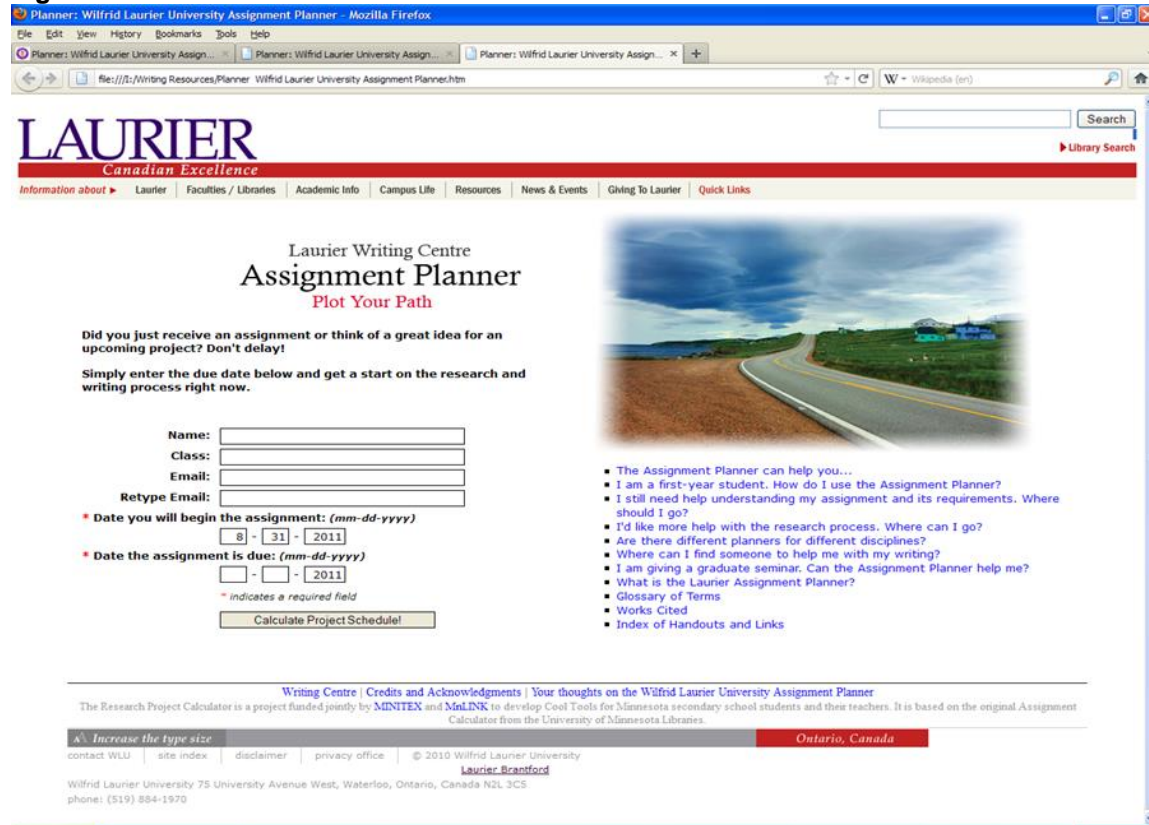 Planner: Wilfrid Laurier University Assignment Planner - Mozilla Firefox
File Edit View History Bookmarks Tools Help
Planner: Wilfrid Laurier University Assign... Planner: Wilfrid Laurier University Assign... Planner: Wilfrid Laurier University Assign...
file:///I:/Writing Resources/Planner Wilfrid Laurier University Assignment Planner.htm
W Wikipedia (en)
Search
LAURIER
Library Search
Canadian Excellence
Information about Laurier Faculties / Libraries Academic Info Campus Life Resources News & Events Giving To Laurier Quick Links
Laurier Writing Centre
Assignment Planner
Plot Your Path
Did you just receive an assignment or think of a great idea for an
upcoming project? Don't delay!
Simply enter the due date below and get a start on the research and
writing process right now.
Name:
Class:
Email:
Retype Email:
* Date you will begin the assignment: (mm-dd-yyyy)
8 - 31 - 2011
* Date the assignment is due: (mm-dd-yyyy)
- - 2011
* indicates a required field
Calculate Project Schedule!
The Assignment Planner can help you...
I am a first-year student. How do I use the Assignment Planner?
I still need help understanding my assignment and its requirements. Where
should I go?
I'd like more help with the research process. Where can I go?
Are there different planners for different disciplines?
Where can I find someone to help me with my writing?
I am giving a graduate seminar. Can the Assignment Planner help me?
What is the Laurier Assignment Planner?
Glossary of Terms
Works Cited
Index of Handouts and Links
Writing Centre | Credits and Acknowledgments | Your thoughts on the Wilfrid Laurier University Assignment Planner
The Research Project Calculator is a project funded jointly by MINITEX and MnLINK to develop Cool Tools for Minnesota secondary school students and their teachers. It is based on the original Assignment
Calculator from the University of Minnesota Libraries.
Increase the type size
Ontario, Canada
contact WLU site index disclaimer privacy office © 2010 Wilfrid Laurier University
Laurier Brantford
Wilfrid Laurier University 75 University Avenue West, Waterloo, Ontario, Canada N2L 3C5
phone: (519) 884-1970